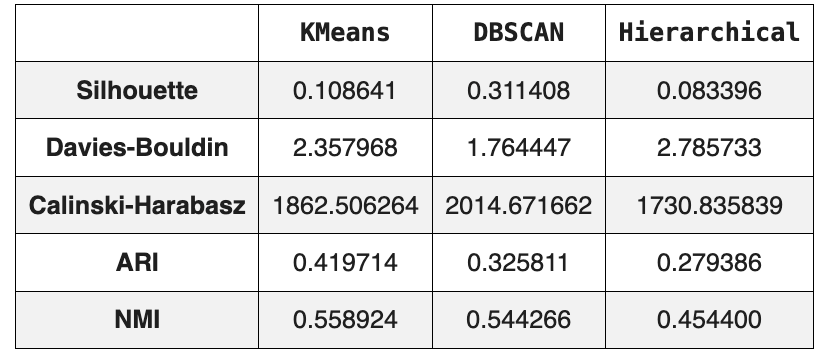 KMeans DBSCAN Hierarchical
Silhouette 0.108641 0.311408 0.083396
Davies-Bouldin 2.357968 1.764447 2.785733
Calinski-Harabasz 1862.506264 2014.671662 1730.835839
ARI 0.419714 0.325811 0.279386
NMI 0.558924 0.544266 0.454400